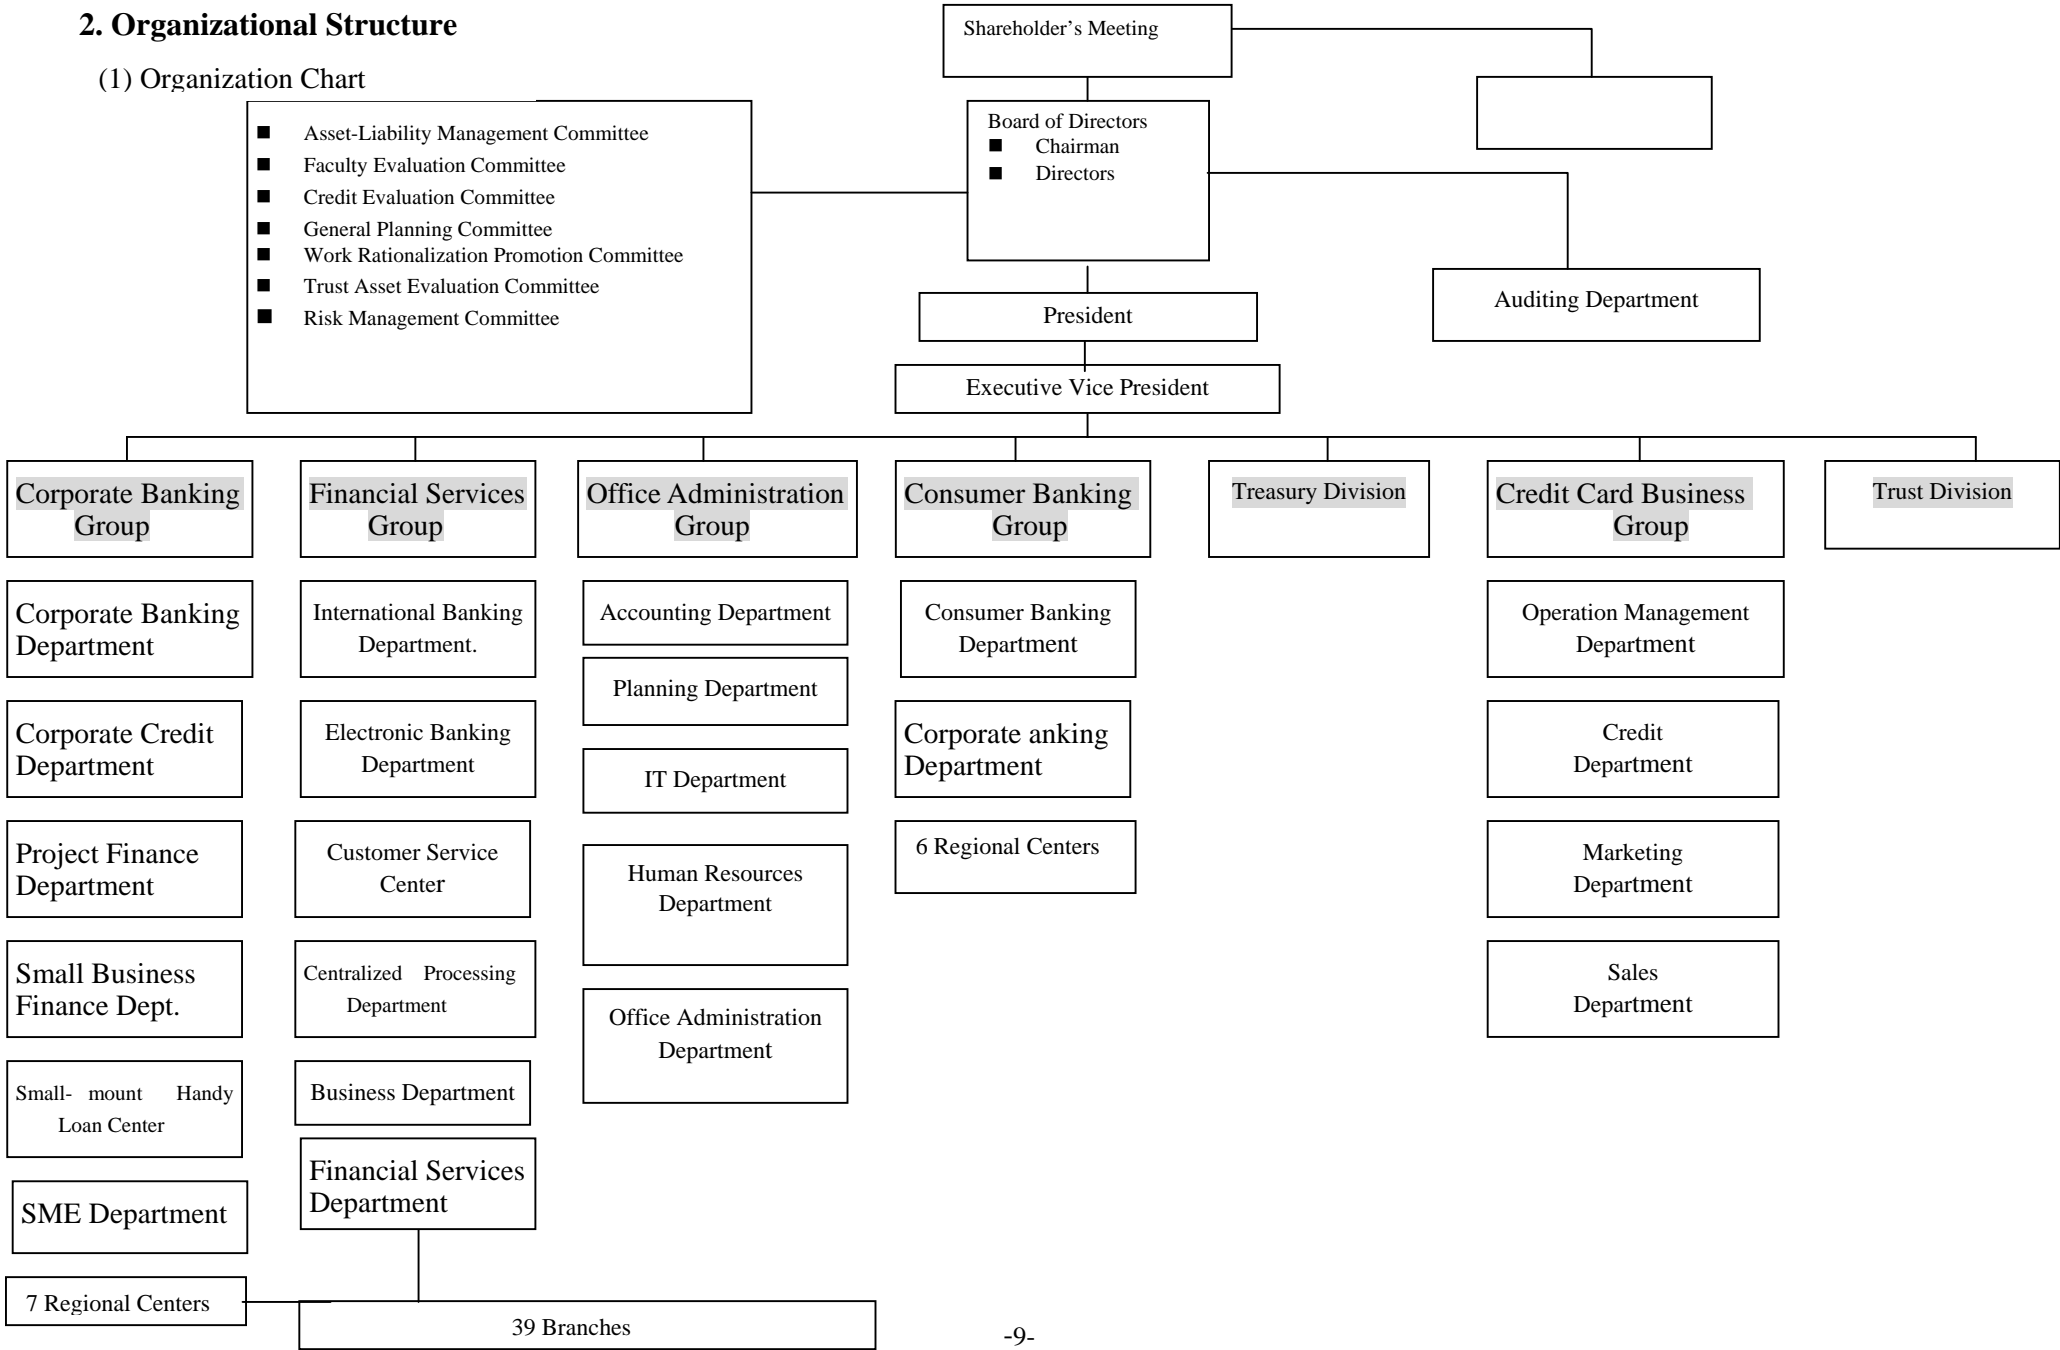 2. Organizational Structure
(1) Organization Chart
Shareholder’s Meeting
■ Asset-Liability Management Committee
■ Faculty Evaluation Committee
■ Credit Evaluation Committee
■ General Planning Committee
■ Work Rationalization Promotion Committee
■ Trust Asset Evaluation Committee
■ Risk Management Committee
Board of Directors
■ Chairman
■ Directors
Auditing Department
President
Executive Vice President
Corporate Banking
Group
Financial Services
Group
Office Administration
Group
Consumer Banking
Group
Treasury Division
Credit Card Business
Group
Trust Division
Corporate Banking
Department
Corporate Credit
Department
Project Finance
Department
Small Business
Finance Dept.
Small- mount Handy
Loan Center
SME Department
7 Regional Centers
International Banking
Department.
Electronic Banking
Department
Customer Service
Center
Centralized Processing
Department
Business Department
Financial Services
Department
39 Branches
Accounting Department
Planning Department
IT Department
Human Resources
Department
Office Administration
Department
Consumer Banking
Department
Corporate anking
Department
6 Regional Centers
Operation Management
Department
Credit
Department
Marketing
Department
Sales
Department
-9-